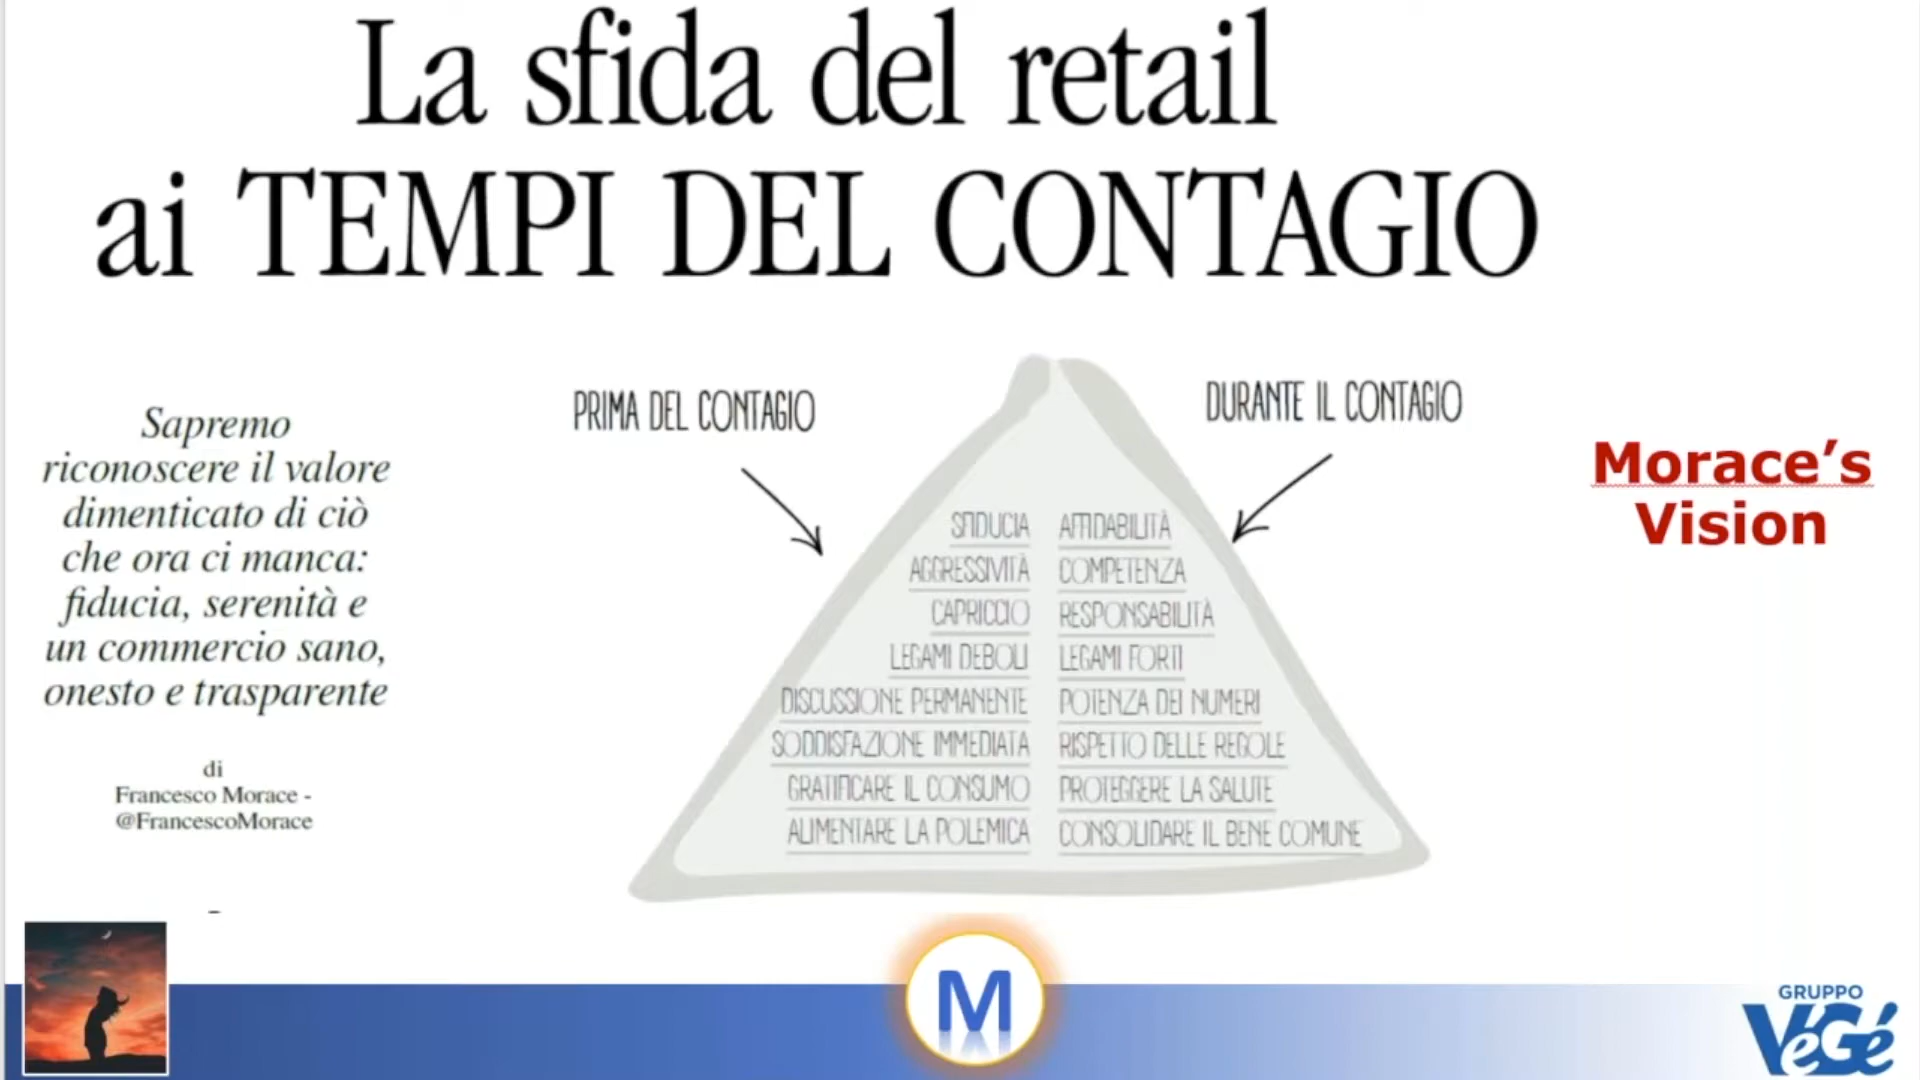 La sfida del retail
ai TEMPI DEL CONTAGIO
Sapremo
riconoscere il valore
dimenticato di ciò
che ora ci manca:
fiducia, serenità e
un commercio sano,
onesto e trasparente
di
Francesco Morace -
@FrancescoMorace
PRIMA DEL CONTAGIO
DURANTE IL CONTAGIO
SFIDUCIA AFFIDABILITÀ
AGGRESSIVITÀ COMPETENZA
CAPRICCIO RESPONSABILITÀ
LEGAMI DEBOLI LEGAMI FORTI
DISCUSSIONE PERMANENTE POTENZA DEI NUMERI
SODDISFAZIONE IMMEDIATA RISPETTO DELLE REGOLE
GRATIFICARE IL CONSUMO PROTEGGERE LA SALUTE
ALIMENTARE LA POLEMICA CONSOLIDARE IL BENE COMUNE
Morace’s
Vision
M
GRUPPO
VéGé